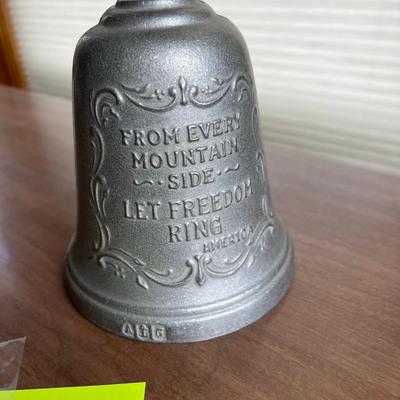 FROM EVERY
MOUNTAIN
~·SIDE·~
LET FREEDOM
RING
AMERICA